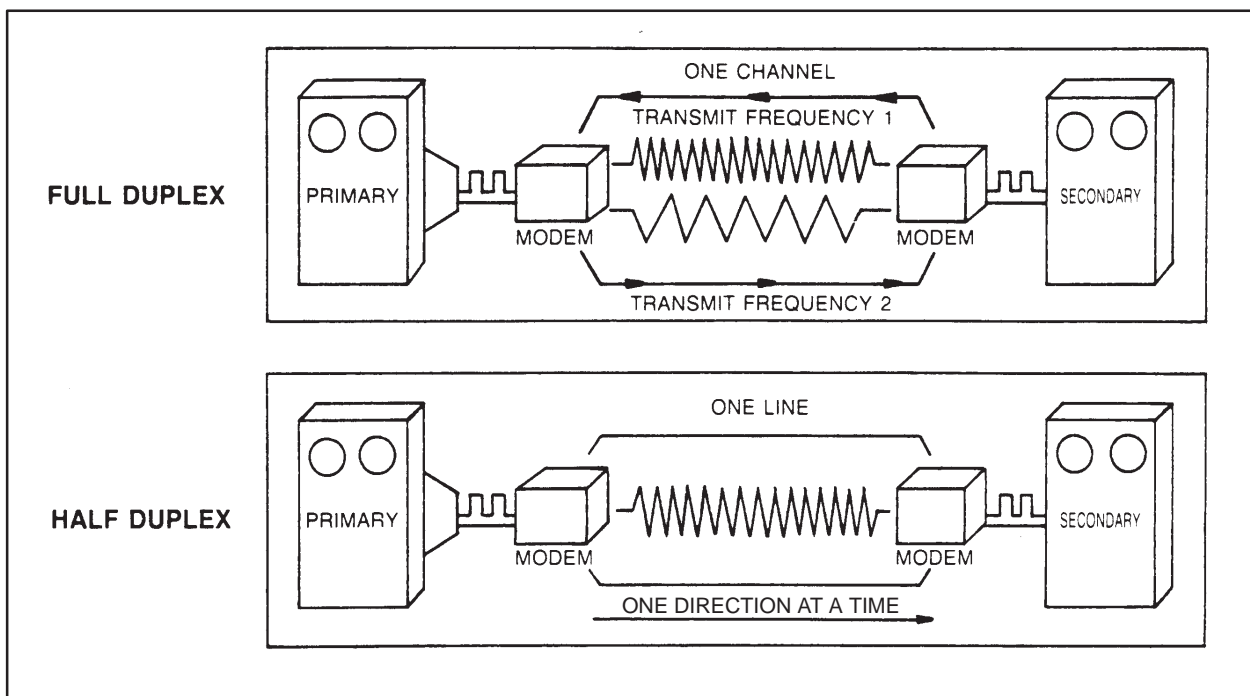 FULL DUPLEX
ONE CHANNEL
TRANSMIT FREQUENCY 1
PRIMARY
SECONDARY
MODEM
MODEM
TRANSMIT FREQUENCY 2
HALF DUPLEX
ONE LINE
PRIMARY
SECONDARY
MODEM
MODEM
ONE DIRECTION AT A TIME